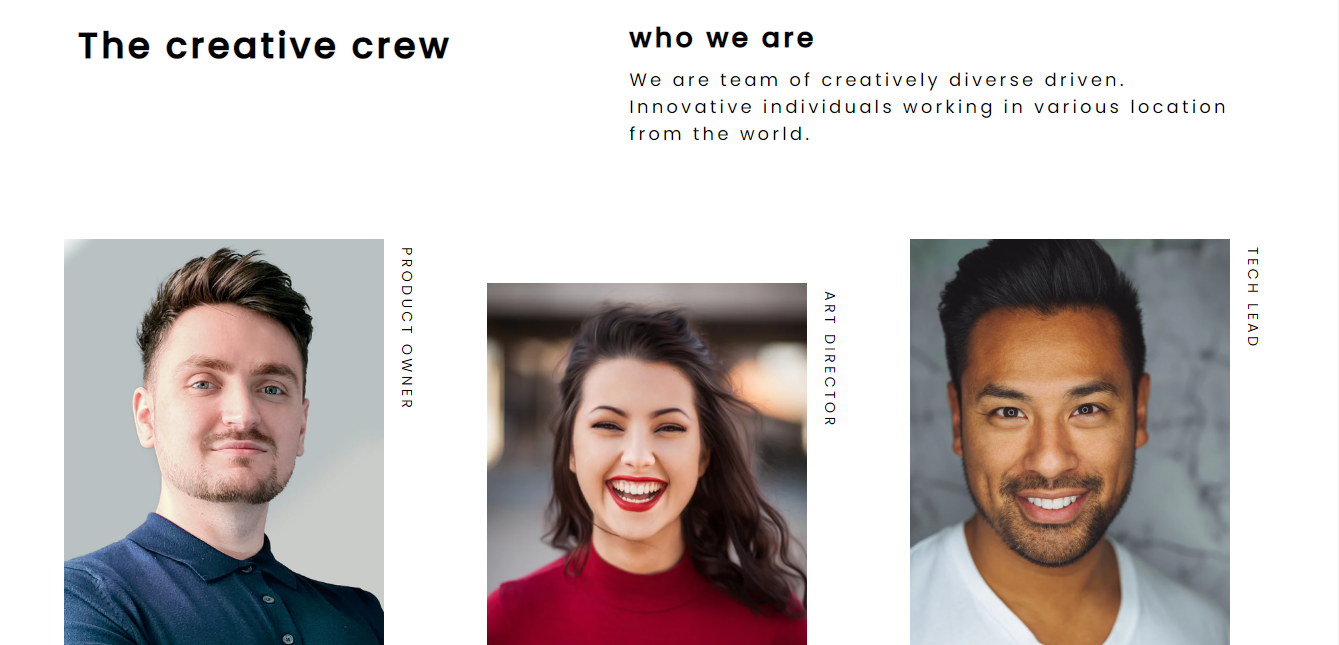 The creative crew
who we are
We are team of creatively diverse driven.
Innovative individuals working in various location
from the world.
PRODUCT OWNER
ART DIRECTOR
TECH LEAD